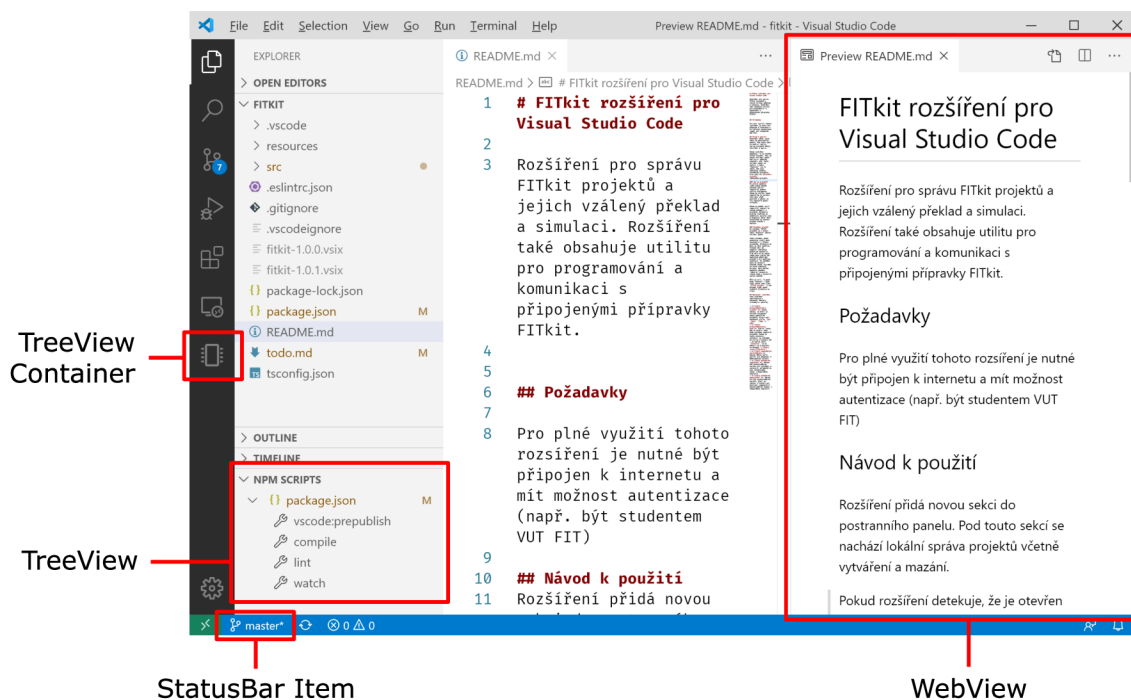 File Edit Selection View Go Run Terminal Help Preview README.md - fitkit - Visual Studio Code
EXPLORER
OPEN EDITORS
FITKIT
.vscode
resources
src
.eslintrc.json
.gitignore
.vscodeignore
fitkit-1.0.0.vsix
fitkit-1.0.1.vsix
package-lock.json
package.json M
README.md
todo.md M
tsconfig.json
OUTLINE
TIMELINE
NPM SCRIPTS
package.json M
vscode:prepublish
compile
lint
watch
7
README.md
README.md > # FITkit rozšíření pro Visual Studio Code >
1 # FITkit rozšíření pro
Visual Studio Code
2
3 Rozšíření pro správu
FITkit projektů a
jejich vzálený překlad
a simulaci. Rozšíření
také obsahuje utilitu
pro programování a
komunikaci s
připojenými přípravky
FITkit.
4
5
6 ## Požadavky
7
8 Pro plné využití tohoto
rozsíření je nutné být
připojen k internetu a
mít možnost autentizace
(např. být studentem
VUT FIT)
9
10 ## Návod k použití
11 Rozšíření přidá novou
Preview README.md
FITkit rozšíření pro
Visual Studio Code
Rozšíření pro správu FITkit projektů a
jejich vzálený překlad a simulaci.
Rozšíření také obsahuje utilitu pro
programování a komunikaci s
připojenými přípravky FITkit.
Požadavky
Pro plné využití tohoto rozsíření je nutné
být připojen k internetu a mít možnost
autentizace (např. být studentem VUT
FIT)
Návod k použití
Rozšíření přidá novou sekci do
postranního panelu. Pod touto sekcí se
nachází lokální správa projektů včetně
vytváření a mazání.
Pokud rozšíření detekuje, že je otevřen
master* 0 0
TreeView
Container
TreeView
StatusBar Item
WebView